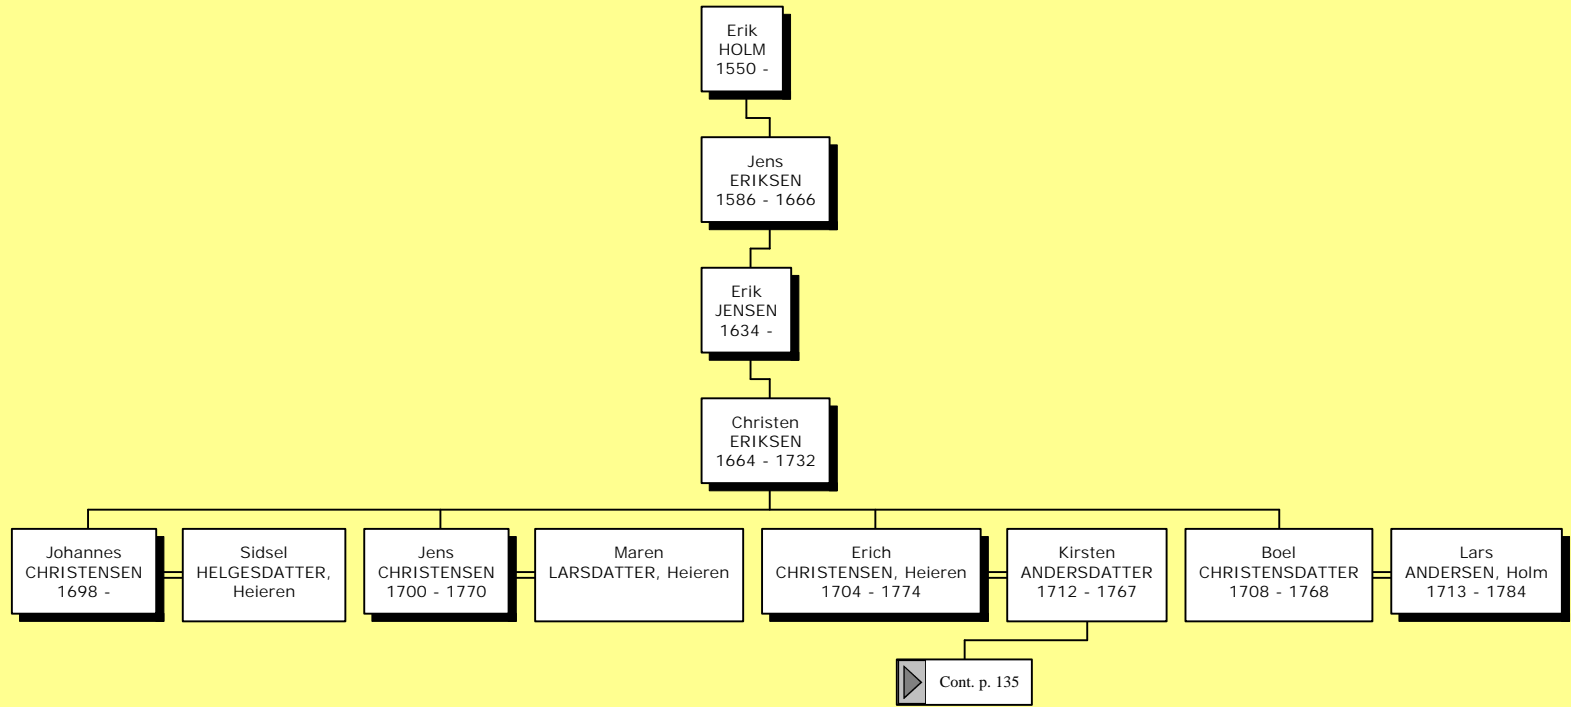 Erik
HOLM
1550 -
Jens
ERIKSEN
1586 - 1666
Erik
JENSEN
1634 -
Christen
ERIKSEN
1664 - 1732
Johannes
CHRISTENSEN
1698 -
Sidsel
HELGESDATTER,
Heieren
Jens
CHRISTENSEN
1700 - 1770
Maren
LARSDATTER, Heieren
Erich
CHRISTENSEN, Heieren
1704 - 1774
Kirsten
ANDERSDATTER
1712 - 1767
Boel
CHRISTENSDATTER
1708 - 1768
Lars
ANDERSEN, Holm
1713 - 1784
Cont. p. 135